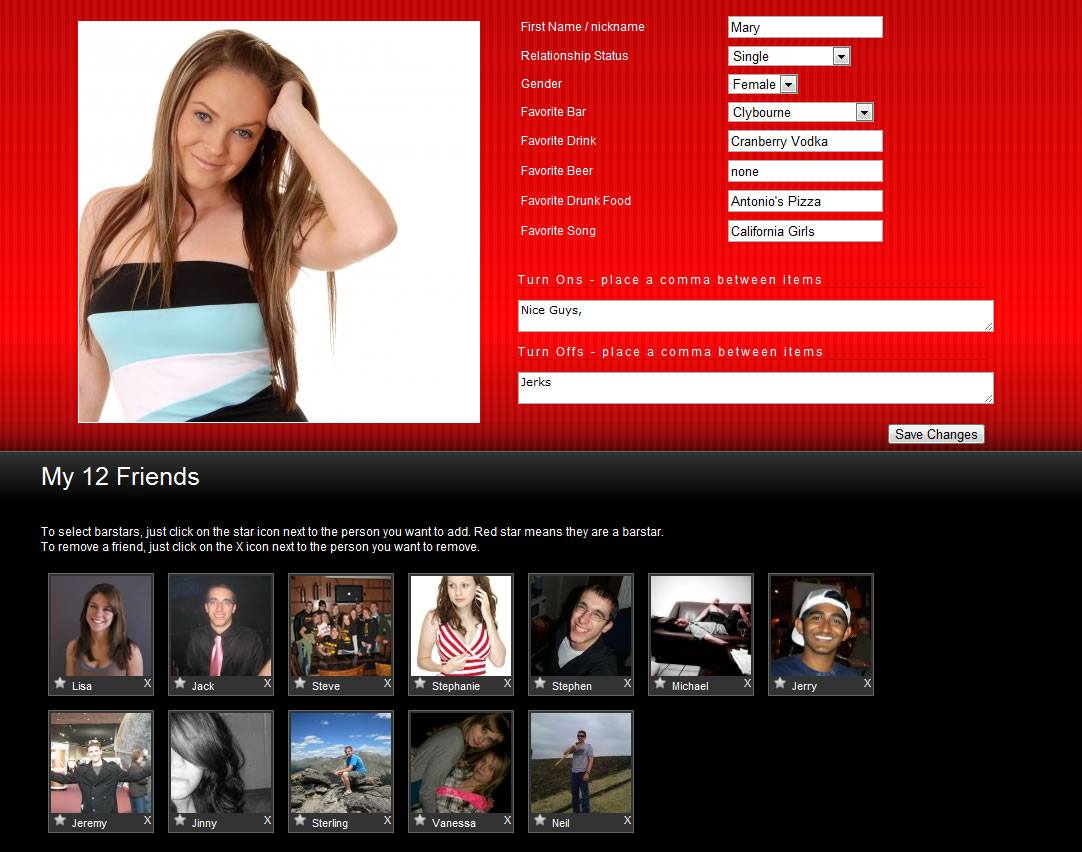 First Name / nickname Mary
Relationship Status Single
Gender Female
Favorite Bar Clybourne
Favorite Drink Cranberry Vodka
Favorite Beer none
Favorite Drunk Food Antonio's Pizza
Favorite Song California Girls
Turn Ons - place a comma between items
Nice Guys,
Turn Offs - place a comma between items
Jerks
Save Changes
My 12 Friends
To select barstars, just click on the star icon next to the person you want to add. Red star means they are a barstar.
To remove a friend, just click on the X icon next to the person you want to remove.
Lisa X Jack X Steve X Stephanie X Stephen X Michael X Jerry X
Jeremy X Jinny X Sterling X Vanessa X Neil X